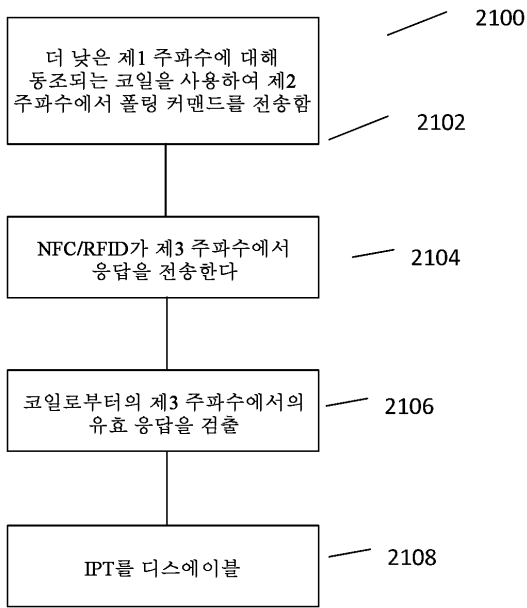 2100
더 낮은 제1 주파수에 대해
동조되는 코일을 사용하여 제2
주파수에서 폴링 커맨드를 전송함
2102
NFC/RFID가 제3 주파수에서
응답을 전송한다
2104
코일로부터의 제3 주파수에서의
유효 응답을 검출
2106
IPT를 디스에이블
2108